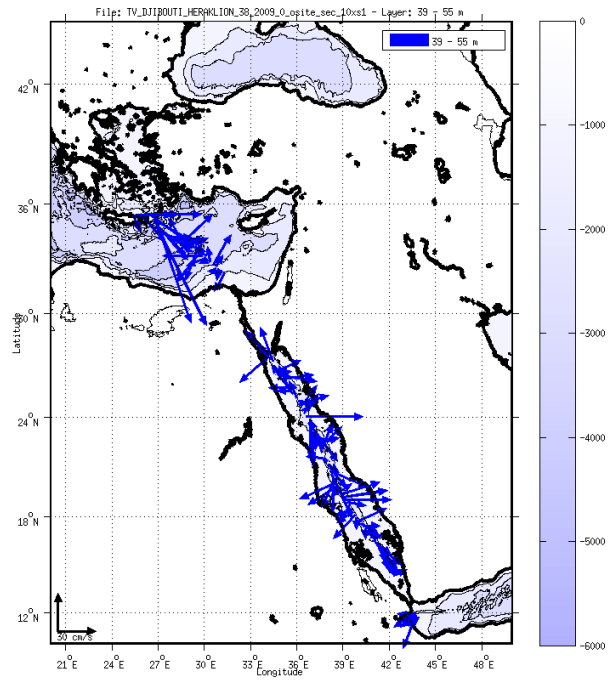 File: TV_DJIBOUTI_HERAKLION_38_2009_0_osite_sec_10xs1 - Layer: 39 - 55 m
39 - 55 m
0
-1000
-2000
-3000
-4000
-5000
-6000
42°N
36°N
30°N
24°N
18°N
12°N
Latitude
50 cm/s
21°E 24°E 27°E 30°E 33°E 36°E 39°E 42°E 45°E 48°E
Longitude